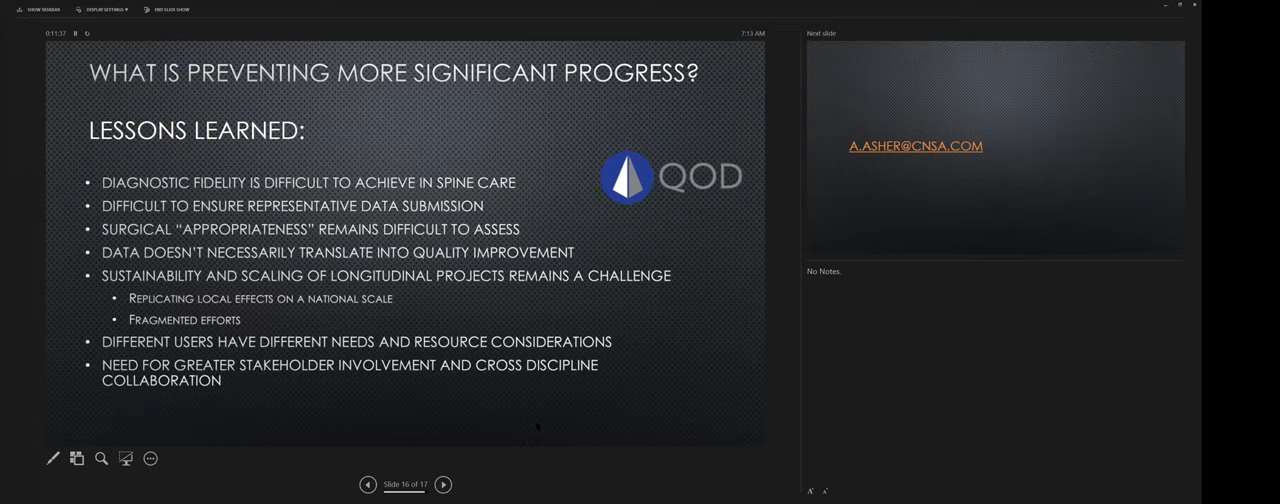 SHOW TASKBAR
DISPLAY SETTINGS
END SLIDE SHOW
0:11:37
7:13 AM
WHAT IS PREVENTING MORE SIGNIFICANT PROGRESS?
LESSONS LEARNED:
QOD
• DIAGNOSTIC FIDELITY IS DIFFICULT TO ACHIEVE IN SPINE CARE
• DIFFICULT TO ENSURE REPRESENTATIVE DATA SUBMISSION
• SURGICAL “APPROPRIATENESS” REMAINS DIFFICULT TO ASSESS
• DATA DOESN’T NECESSARILY TRANSLATE INTO QUALITY IMPROVEMENT
• SUSTAINABILITY AND SCALING OF LONGITUDINAL PROJECTS REMAINS A CHALLENGE
• REPLICATING LOCAL EFFECTS ON A NATIONAL SCALE
• FRAGMENTED EFFORTS
• DIFFERENT USERS HAVE DIFFERENT NEEDS AND RESOURCE CONSIDERATIONS
• NEED FOR GREATER STAKEHOLDER INVOLVEMENT AND CROSS DISCIPLINE
COLLABORATION
Slide 16 of 17
Next slide
A.ASHER@CNSA.COM
No Notes.
A A